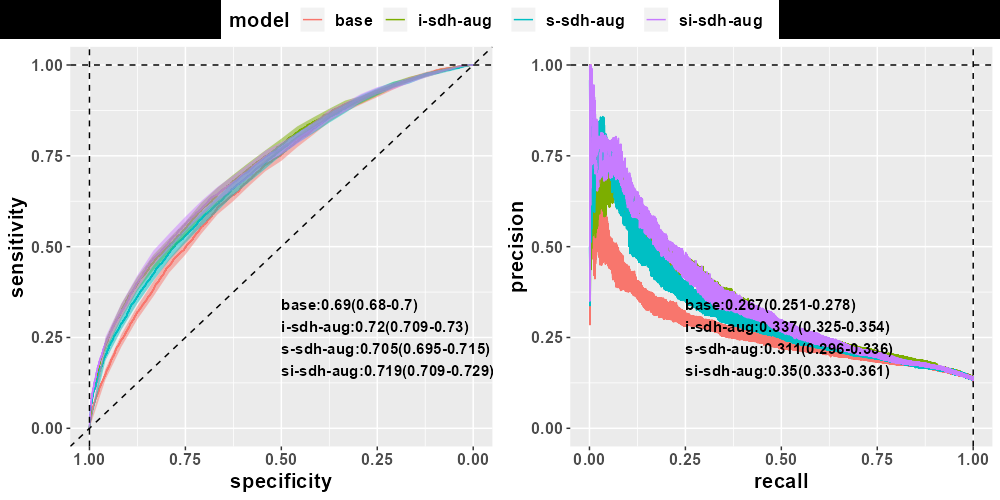 model base i-sdh-aug s-sdh-aug si-sdh-aug
sensitivity
1.00
0.75
0.50
0.25
0.00
base:0.69(0.68-0.7)
i-sdh-aug:0.72(0.709-0.73)
s-sdh-aug:0.705(0.695-0.715)
si-sdh-aug:0.719(0.709-0.729)
1.00 0.75 0.50 0.25 0.00
specificity
precision
1.00
0.75
0.50
0.25
0.00
base:0.267(0.251-0.278)
i-sdh-aug:0.337(0.325-0.354)
s-sdh-aug:0.311(0.296-0.336)
si-sdh-aug:0.35(0.333-0.361)
0.00 0.25 0.50 0.75 1.00
recall